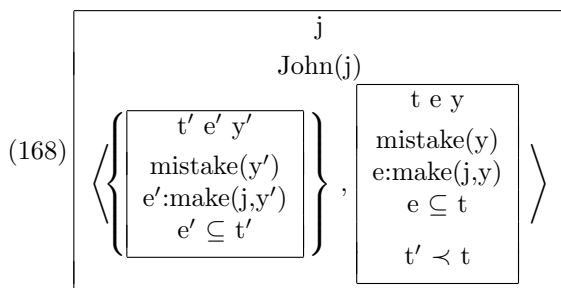 j
John(j)
t e y
t′ e′ y′
mistake(y)
mistake(y′)
e:make(j,y)
(168)
e′:make(j,y′)
⟨{ } , ⟩
e ⊆ t
e′ ⊆ t′
t′ ≺ t